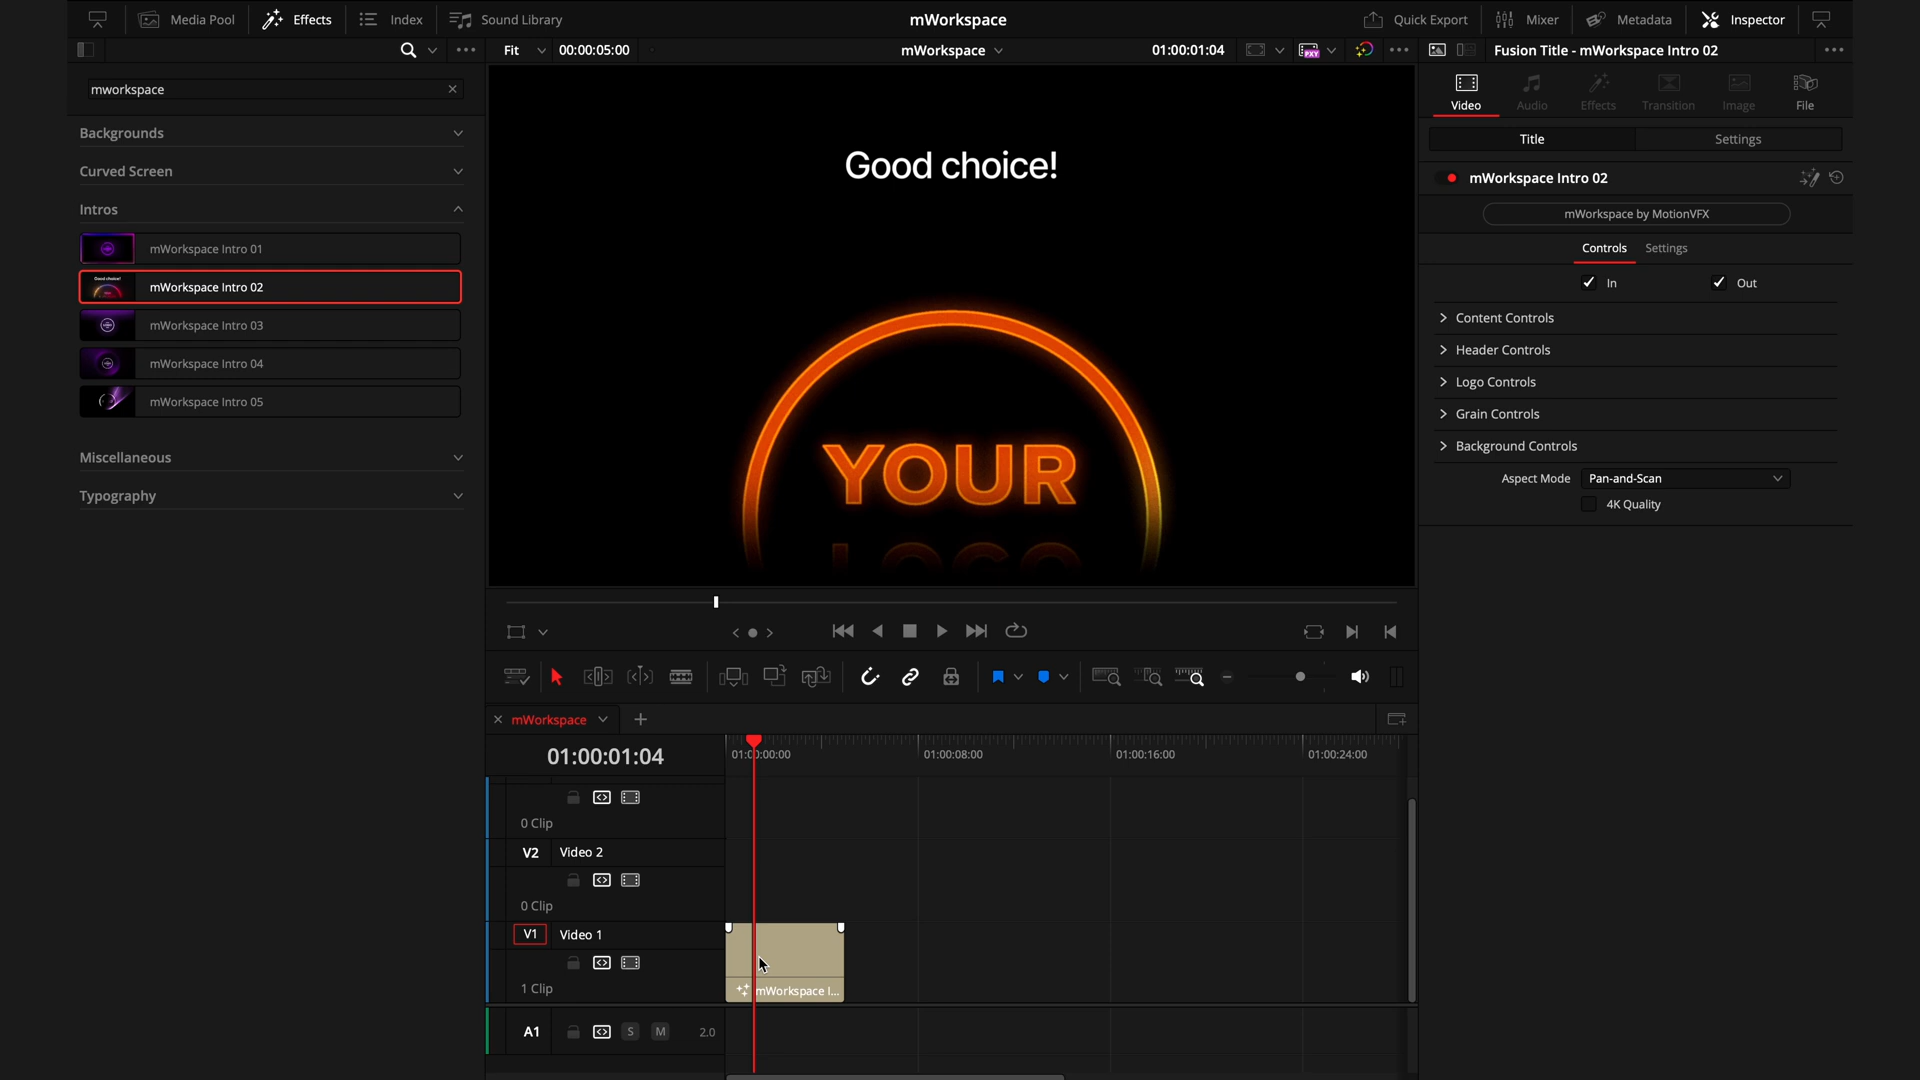 Media Pool Effects Index Sound Library mWorkspace Quick Export Mixer Metadata Inspector
Fit 00:00:05:00 mWorkspace 01:00:01:04 PXY Fusion Title - mWorkspace Intro 02
mworkspace
Backgrounds
Curved Screen
Intros
mWorkspace Intro 01
Good choice!
mWorkspace Intro 02
mWorkspace Intro 03
mWorkspace Intro 04
mWorkspace Intro 05
Miscellaneous
Typography
Good choice!
YOUR
LOGO
Video Audio Effects Transition Image File
Title Settings
mWorkspace Intro 02
mWorkspace by MotionVFX
Controls Settings
In Out
Content Controls
Header Controls
Logo Controls
Grain Controls
Background Controls
Aspect Mode Pan-and-Scan
4K Quality
mWorkspace
01:00:01:04 01:00:00:00 01:00:08:00 01:00:16:00 01:00:24:00
0 Clip
V2 Video 2
0 Clip
V1 Video 1
1 Clip mWorkspace I...
A1 S M 2.0